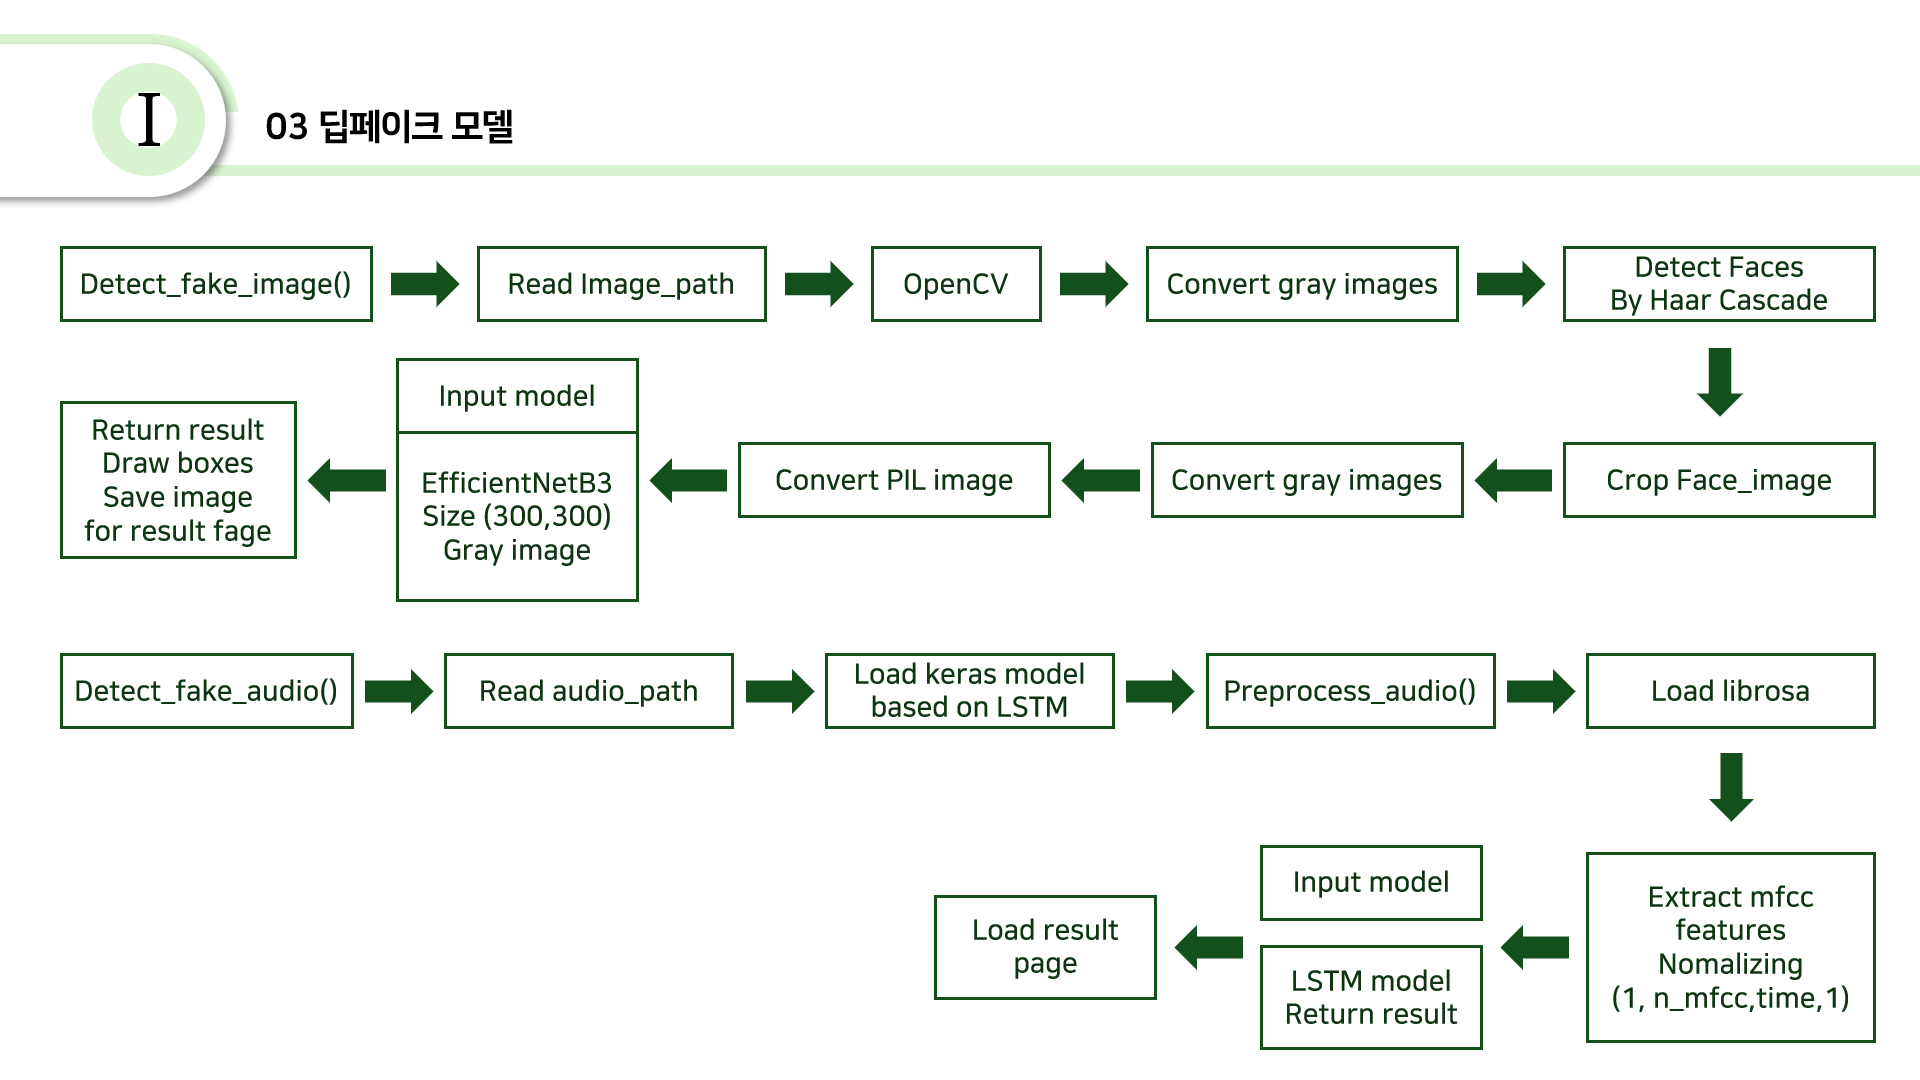 I
03 딥페이크 모델
Detect_fake_image()
Read Image_path
OpenCV
Convert gray images
Detect Faces
By Haar Cascade
Crop Face_image
Convert gray images
Convert PIL image
Input model
EfficientNetB3
Size (300,300)
Gray image
Return result
Draw boxes
Save image
for result fage
Detect_fake_audio()
Read audio_path
Load keras model
based on LSTM
Preprocess_audio()
Load librosa
Extract mfcc
features
Nomalizing
(1, n_mfcc,time,1)
Input model
LSTM model
Return result
Load result
page